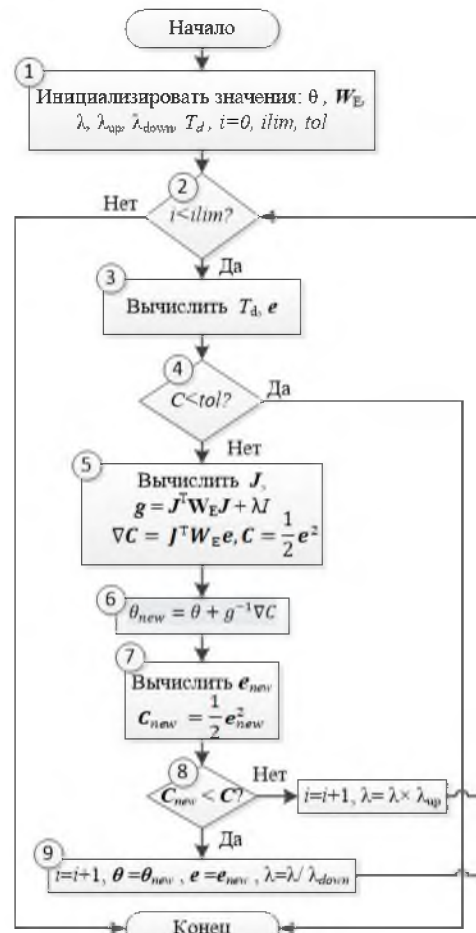 Начало
1
Инициализировать значения: θ , W_E,
λ, λ_up, λ_down, T_d , i=0, ilim, tol
2
Нет
i<ilim?
Да
3
Вычислить T_d, e
4
Да
C<tol?
Нет
5
Вычислить J,
g = J^T W_E J + λI
∇C = J^T W_E e, C = 1/2 e²
6
θ_new = θ + g⁻¹∇C
7
Вычислить e_new
C_new = 1/2 e²_new
8
Нет
C_new < C?
i=i+1, λ= λ× λ_up
Да
9
i=i+1, θ =θ_new , e =e_new , λ=λ/ λ_down
Конец